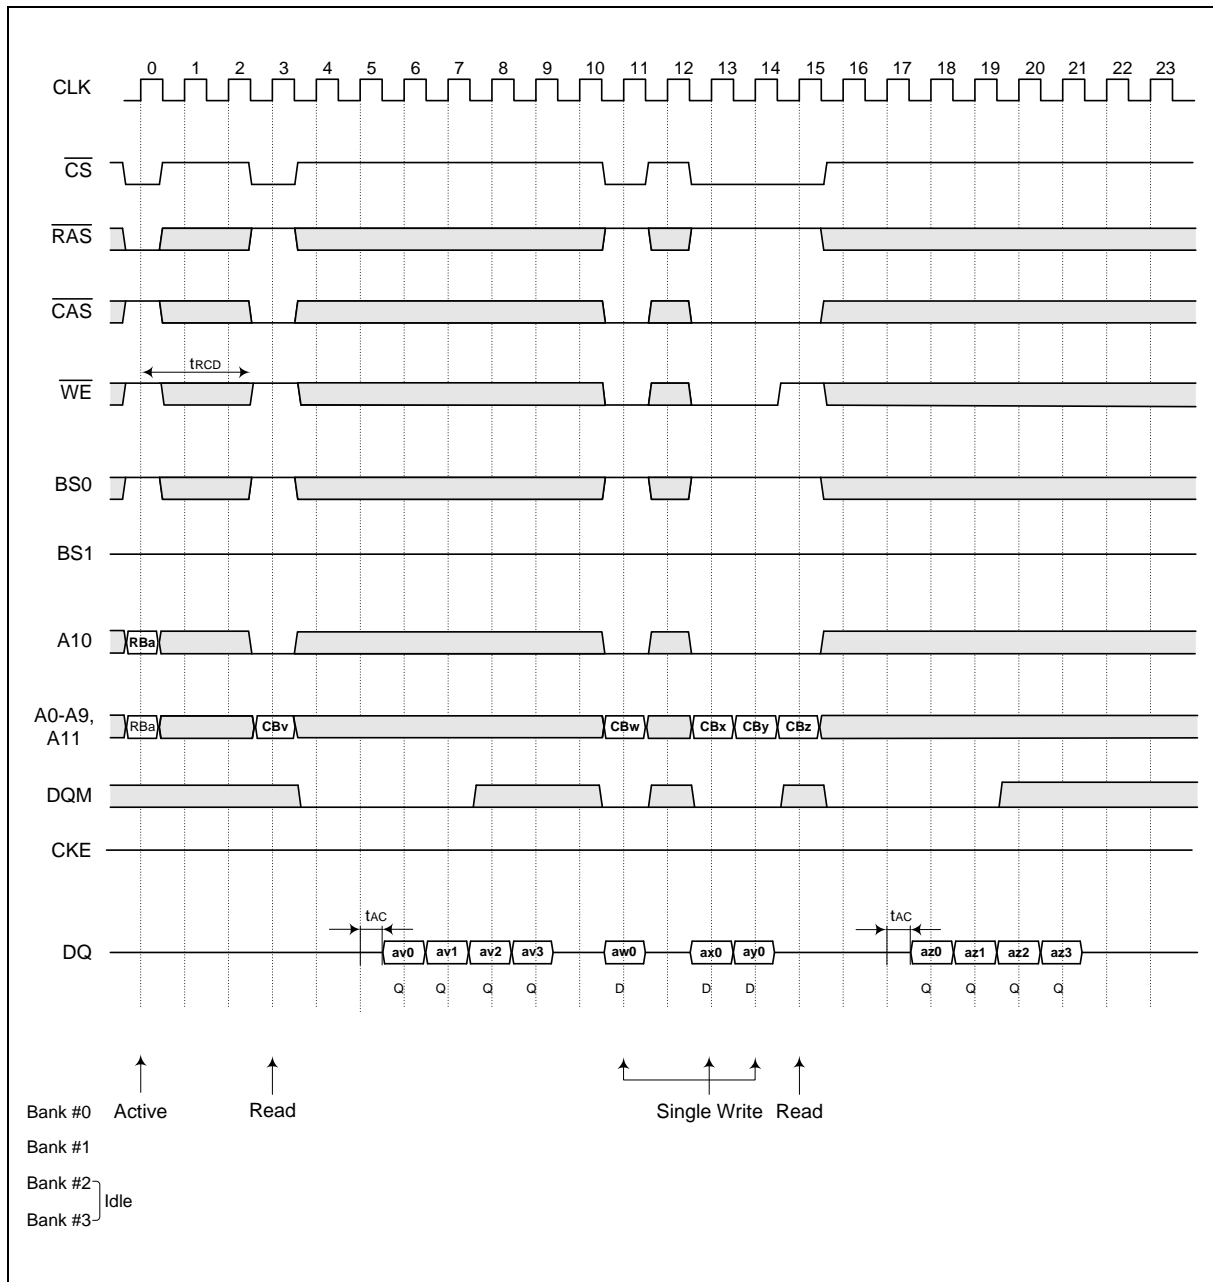 0 1 2 3 4 5 6 7 8 9 10 11 12 13 14 15 16 17 18 19 20 21 22 23
CLK
CS
RAS
CAS
tRCD
WE
BS0
BS1
A10 RBa
A0-A9,
A11
RBa CBv CBw CBx CBy CBz
DQM
CKE
tAC tAC
DQ av0 av1 av2 av3 aw0 ax0 ay0 az0 az1 az2 az3
Q Q Q Q D D D Q Q Q Q
Bank #0 Active Read Single Write Read
Bank #1
Bank #2
Idle
Bank #3